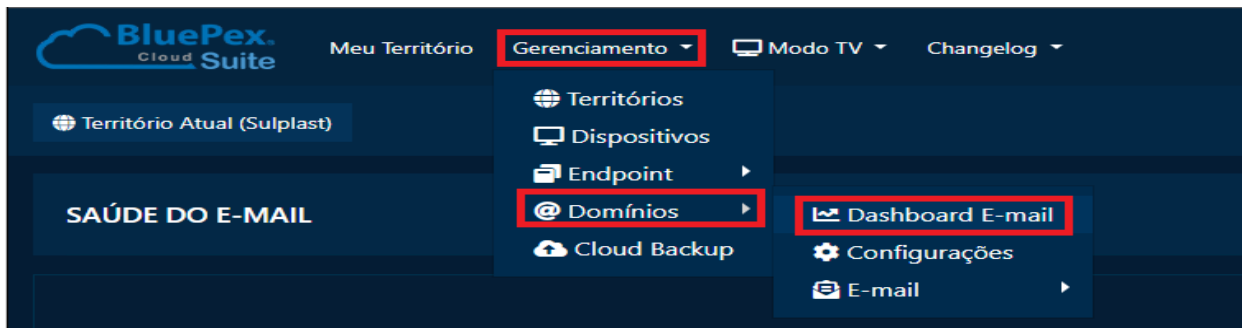 BluePex.
Cloud Suite
Meu Território
Gerenciamento
Modo TV
Changelog
Território Atual (Sulplast)
Territórios
Dispositivos
Endpoint
@ Domínios
Cloud Backup
Dashboard E-mail
Configurações
E-mail
SAÚDE DO E-MAIL